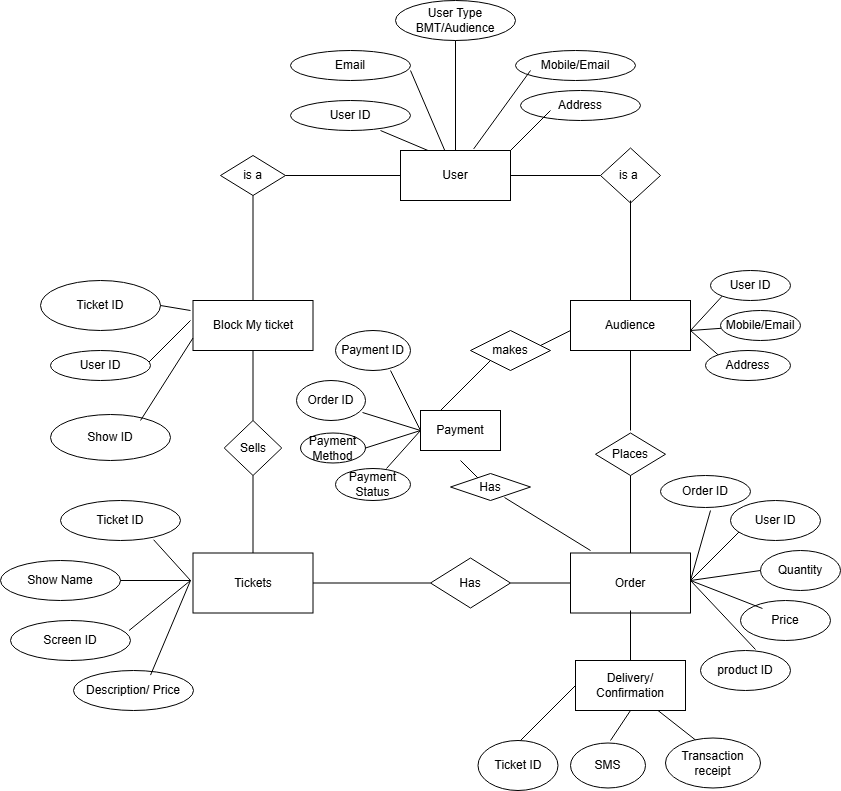 User Type
BMT/Audience
Email
Mobile/Email
User ID
Address
is a
User
is a
Ticket ID
Block My ticket
Audience
User ID
Mobile/Email
Address
User ID
Show ID
Payment ID
makes
Order ID
Payment
Payment
Method
Payment
Status
Sells
Places
Has
Order ID
User ID
Ticket ID
Show Name
Tickets
Has
Order
Quantity
Price
Screen ID
product ID
Description/ Price
Delivery/
Confirmation
Ticket ID
SMS
Transaction
receipt